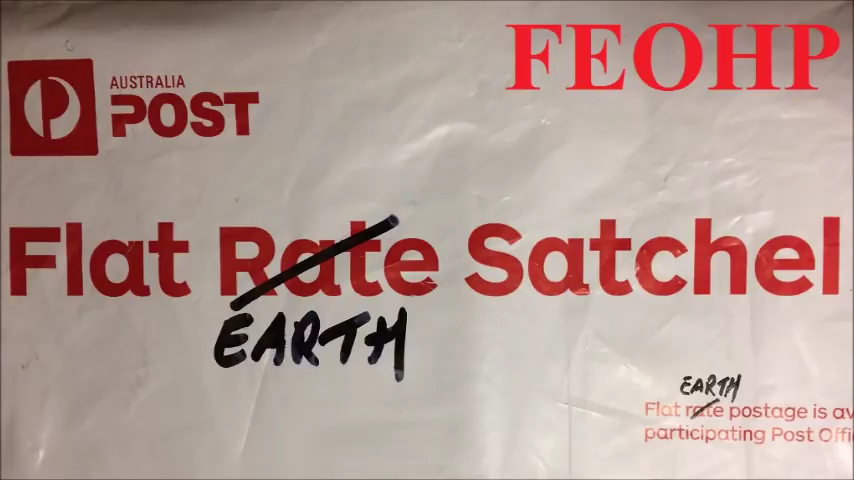 FEOHP
AUSTRALIA
POST
Flat Rate Satchel
EARTH
EARTH
Flat rate postage is av
participating Post Offi